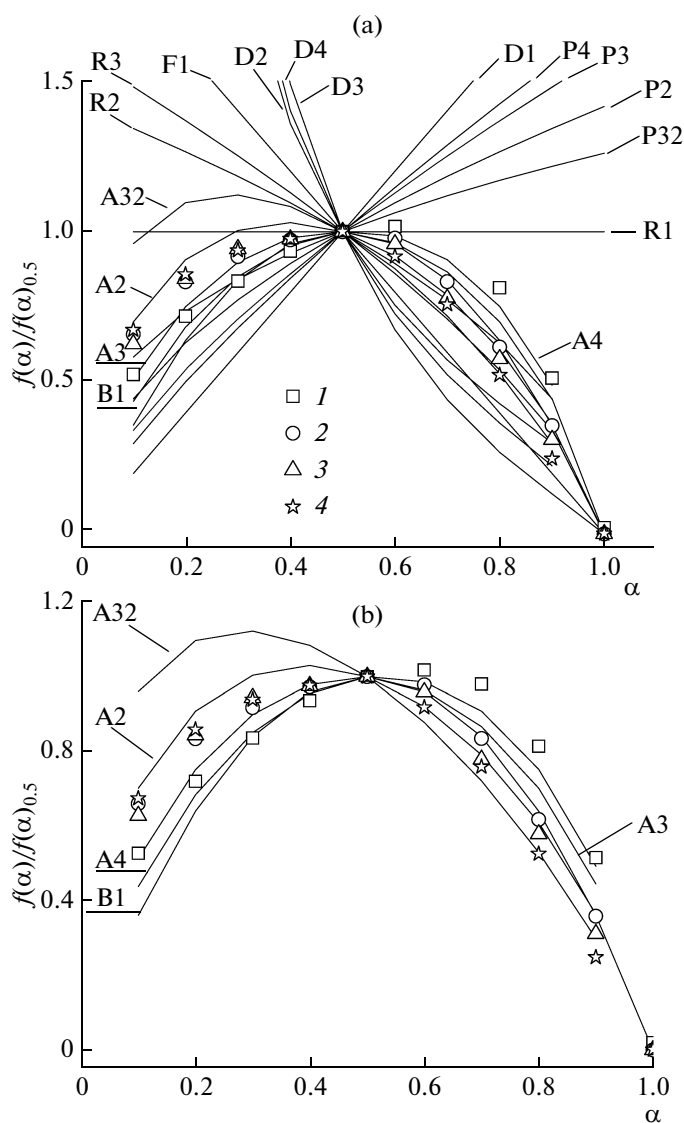 (a)
D2 D4
R3 F1 D1 P4 P3
1.5 D3
R2 P2
P32
A32
1.0 R1
A2
f(α)/f(α)0.5
A3 A4
0.5
B1 1
2
3
4
0
0 0.2 0.4 0.6 0.8 1.0
α
1.2 (b)
A32
A2
0.8
f(α)/f(α)0.5
A3
A4
0.4 B1
0
0 0.2 0.4 0.6 0.8 1.0
α